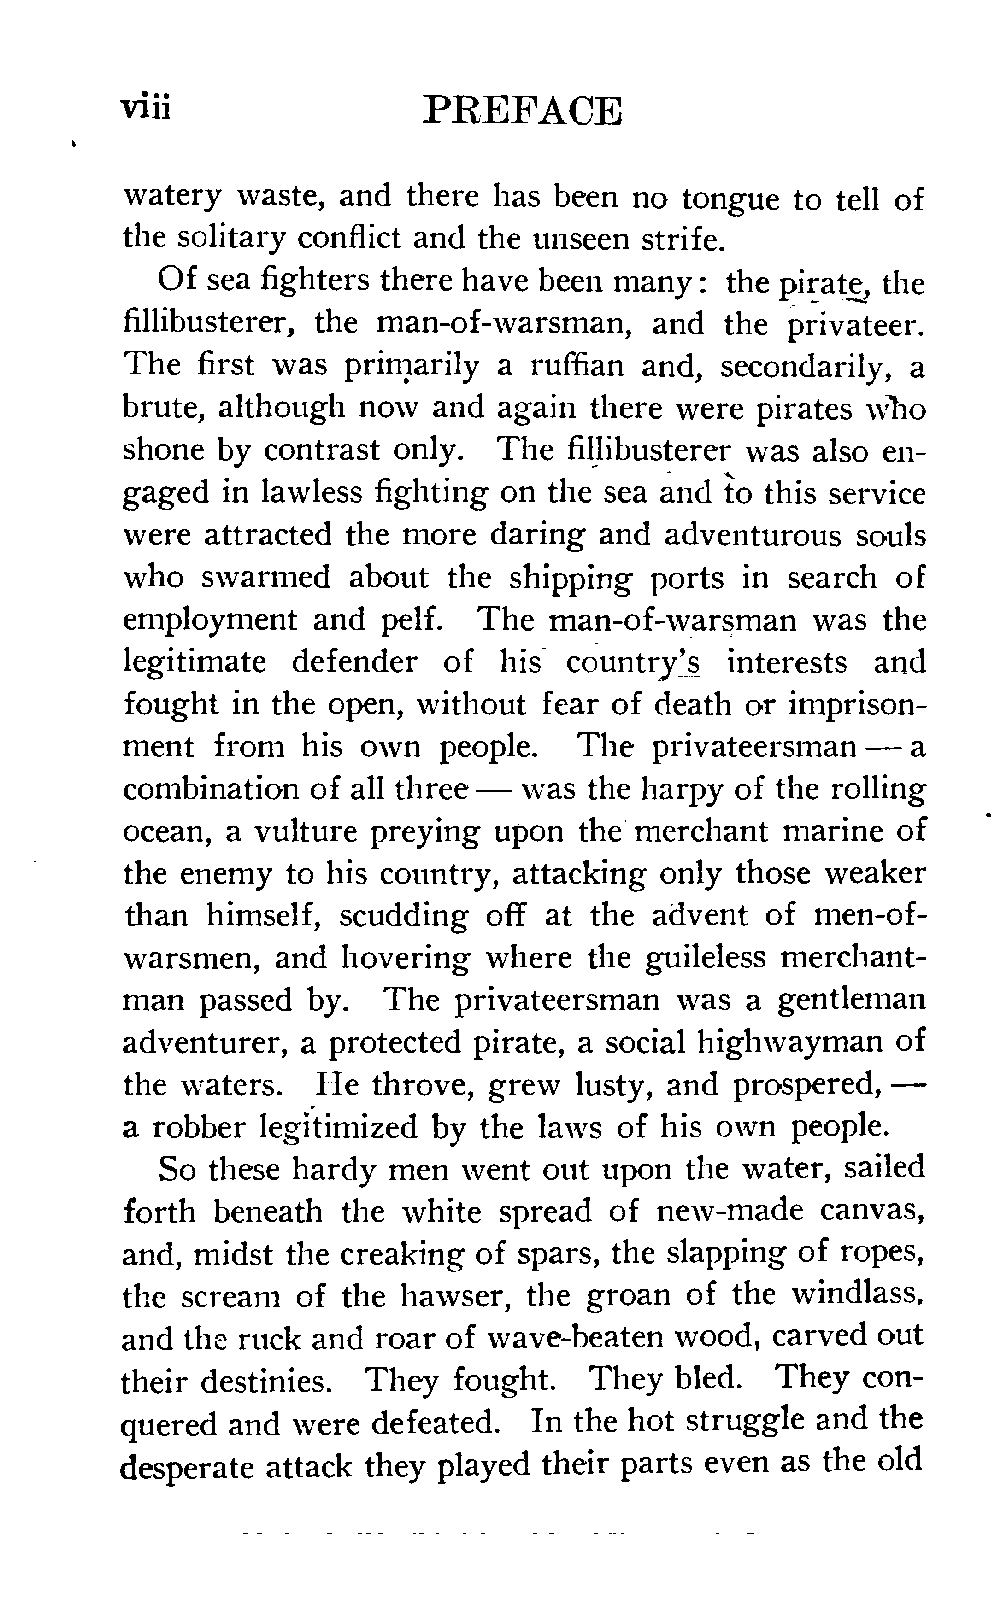 viii PREFACE
watery waste, and there has been no tongue to tell of
the solitary conflict and the unseen strife.
Of sea fighters there have been many: the pirate, the
fillibusterer, the man-of-warsman, and the privateer.
The first was primarily a ruffian and, secondarily, a
brute, although now and again there were pirates who
shone by contrast only. The fillibusterer was also en-
gaged in lawless fighting on the sea and to this service
were attracted the more daring and adventurous souls
who swarmed about the shipping ports in search of
employment and pelf. The man-of-warsman was the
legitimate defender of his country's interests and
fought in the open, without fear of death or imprison-
ment from his own people. The privateersman — a
combination of all three — was the harpy of the rolling
ocean, a vulture preying upon the merchant marine of
the enemy to his country, attacking only those weaker
than himself, scudding off at the advent of men-of-
warsmen, and hovering where the guileless merchant-
man passed by. The privateersman was a gentleman
adventurer, a protected pirate, a social highwayman of
the waters. He throve, grew lusty, and prospered, —
a robber legitimized by the laws of his own people.
So these hardy men went out upon the water, sailed
forth beneath the white spread of new-made canvas,
and, midst the creaking of spars, the slapping of ropes,
the scream of the hawser, the groan of the windlass,
and the ruck and roar of wave-beaten wood, carved out
their destinies. They fought. They bled. They con-
quered and were defeated. In the hot struggle and the
desperate attack they played their parts even as the old